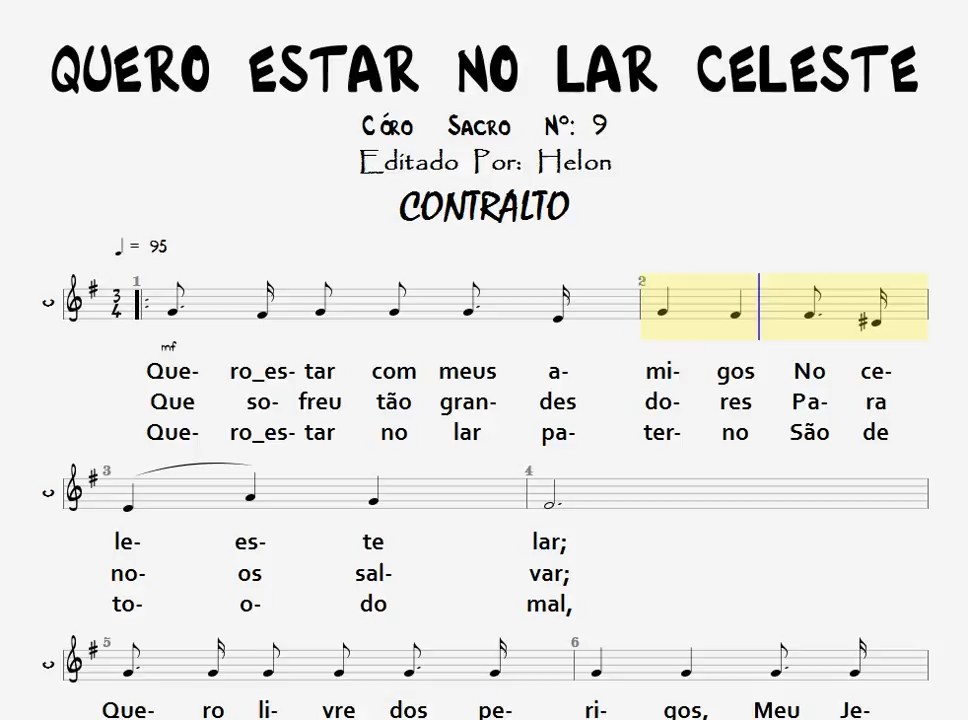 QUERO ESTAR NO LAR CELESTE
CÓRO SACRO Nº: 9
Editado Por: Helon
CONTRALTO
= 95
1 2
3 4
mf
Que- ro_es- tar com meus a- mi- gos No ce-
Que so- freu tão gran- des do- res Pa- ra
Que- ro_es- tar no lar pa- ter- no São de
3 4
le- es- te lar;
no- os sal- var;
to- o- do mal,
5 6
Que- ro li- vre dos pe- ri- gos, Meu Je-